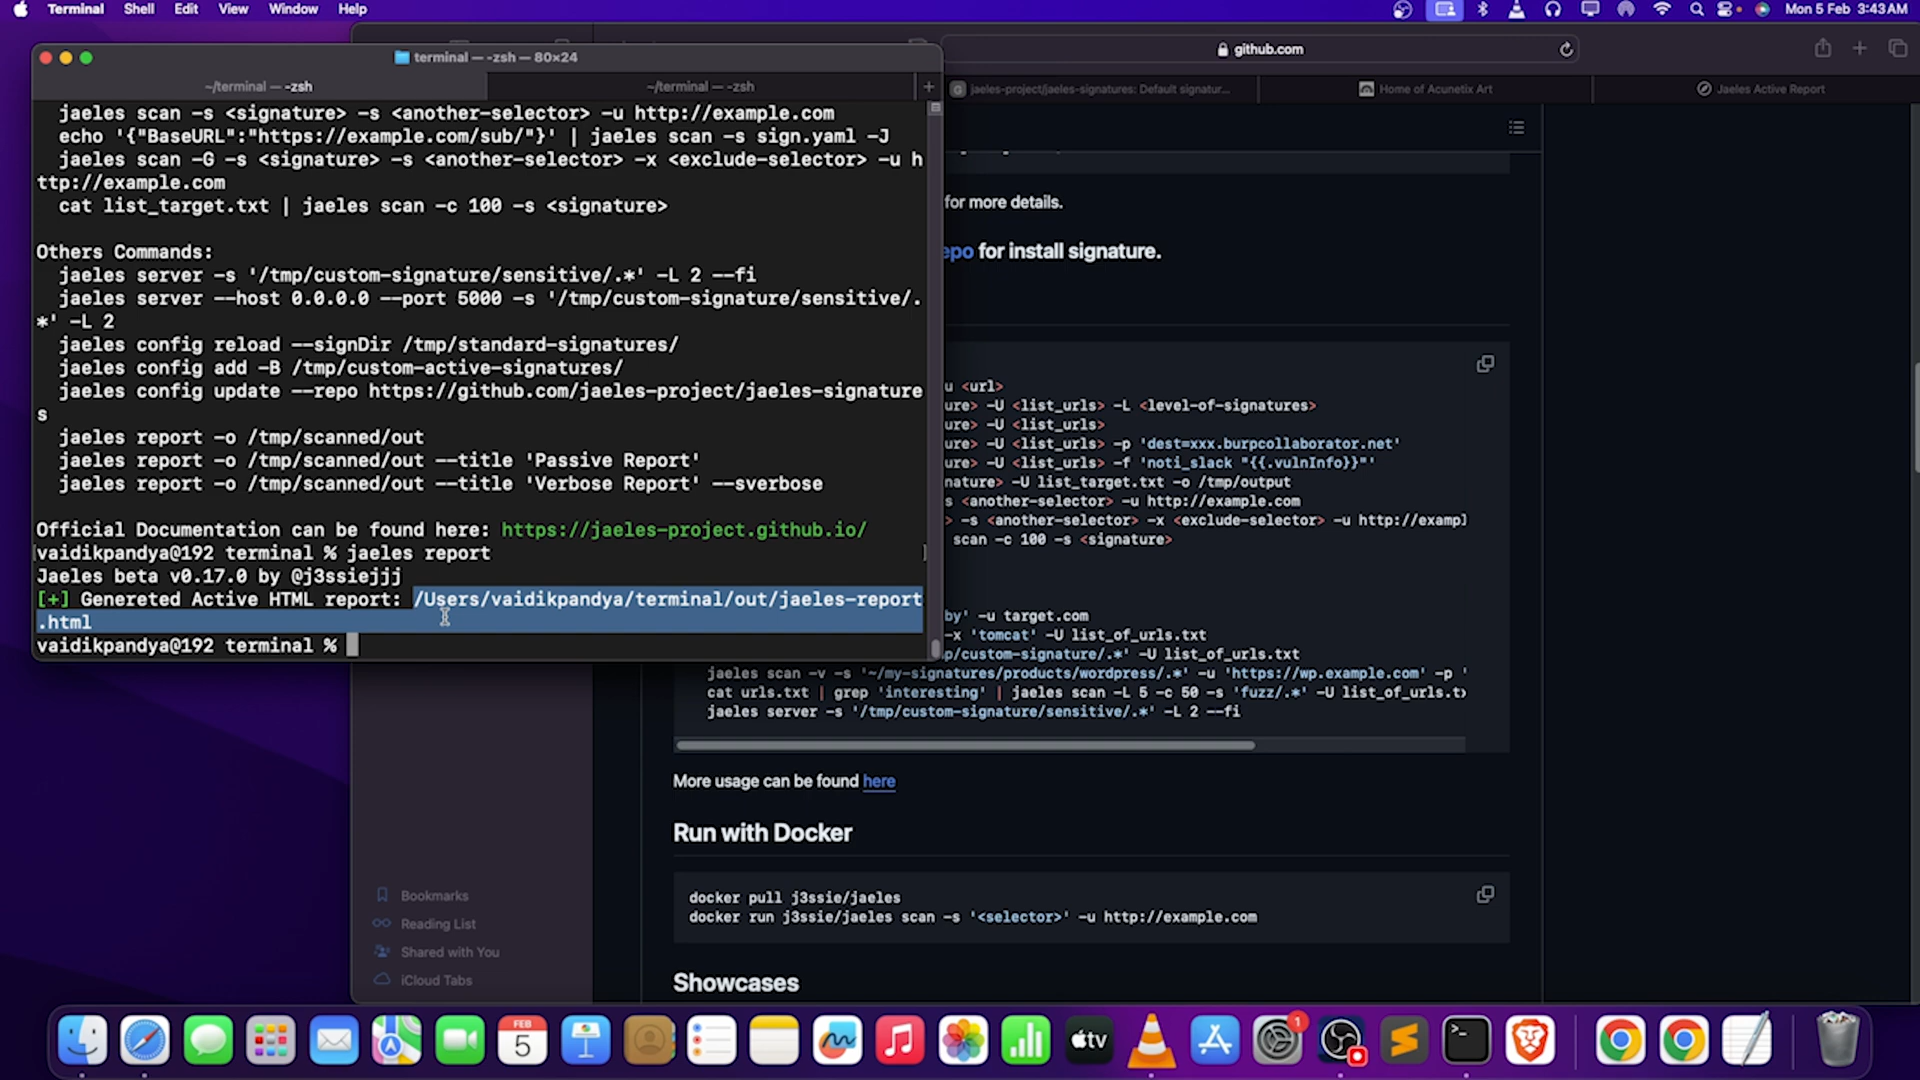 Terminal Shell Edit View Window Help
Mon 5 Feb 3:43 AM
terminal — -zsh — 80×24
~/terminal — -zsh
~/terminal — -zsh
+
jaeles scan -s <signature> -s <another-selector> -u http://example.com
echo '{"BaseURL":"https://example.com/sub/"}' | jaeles scan -s sign.yaml -J
jaeles scan -G -s <signature> -s <another-selector> -x <exclude-selector> -u h
ttp://example.com
cat list_target.txt | jaeles scan -c 100 -s <signature>
Others Commands:
jaeles server -s '/tmp/custom-signature/sensitive/.*' -L 2 --fi
jaeles server --host 0.0.0.0 --port 5000 -s '/tmp/custom-signature/sensitive/.
*' -L 2
jaeles config reload --signDir /tmp/standard-signatures/
jaeles config add -B /tmp/custom-active-signatures/
jaeles config update --repo https://github.com/jaeles-project/jaeles-signature
s
jaeles report -o /tmp/scanned/out
jaeles report -o /tmp/scanned/out --title 'Passive Report'
jaeles report -o /tmp/scanned/out --title 'Verbose Report' --sverbose
Official Documentation can be found here: https://jaeles-project.github.io/
[vaidikpandya@192 terminal % jaeles report ]
Jaeles beta v0.17.0 by @j3ssiejjj
[+] Genereted Active HTML report: /Users/vaidikpandya/terminal/out/jaeles-report
.html
vaidikpandya@192 terminal %
github.com
jaeles-project/jaeles-signatures: Default signatur...
Home of Acunetix Art
Jaeles Active Report
for more details.
epo for install signature.
u <url>
ure> -U <list_urls> -L <level-of-signatures>
ure> -U <list_urls>
ure> -U <list_urls> -p 'dest=xxx.burpcollaborator.net'
ure> -U <list_urls> -f 'noti_slack "{{.vulnInfo}}"'
nature> -U list_target.txt -o /tmp/output
s <another-selector> -u http://example.com
> -s <another-selector> -x <exclude-selector> -u http://exampl
scan -c 100 -s <signature>
by' -u target.com
-x 'tomcat' -U list_of_urls.txt
p/custom-signature/.*' -U list_of_urls.txt
jaeles scan -v -s '~/my-signatures/products/wordpress/.*' -u 'https://wp.example.com' -p '
cat urls.txt | grep 'interesting' | jaeles scan -L 5 -c 50 -s 'fuzz/.*' -U list_of_urls.tx
jaeles server -s '/tmp/custom-signature/sensitive/.*' -L 2 --fi
More usage can be found here
Run with Docker
docker pull j3ssie/jaeles
docker run j3ssie/jaeles scan -s '<selector>' -u http://example.com
Showcases
Bookmarks
Reading List
Shared with You
iCloud Tabs
FEB
5
tv
1